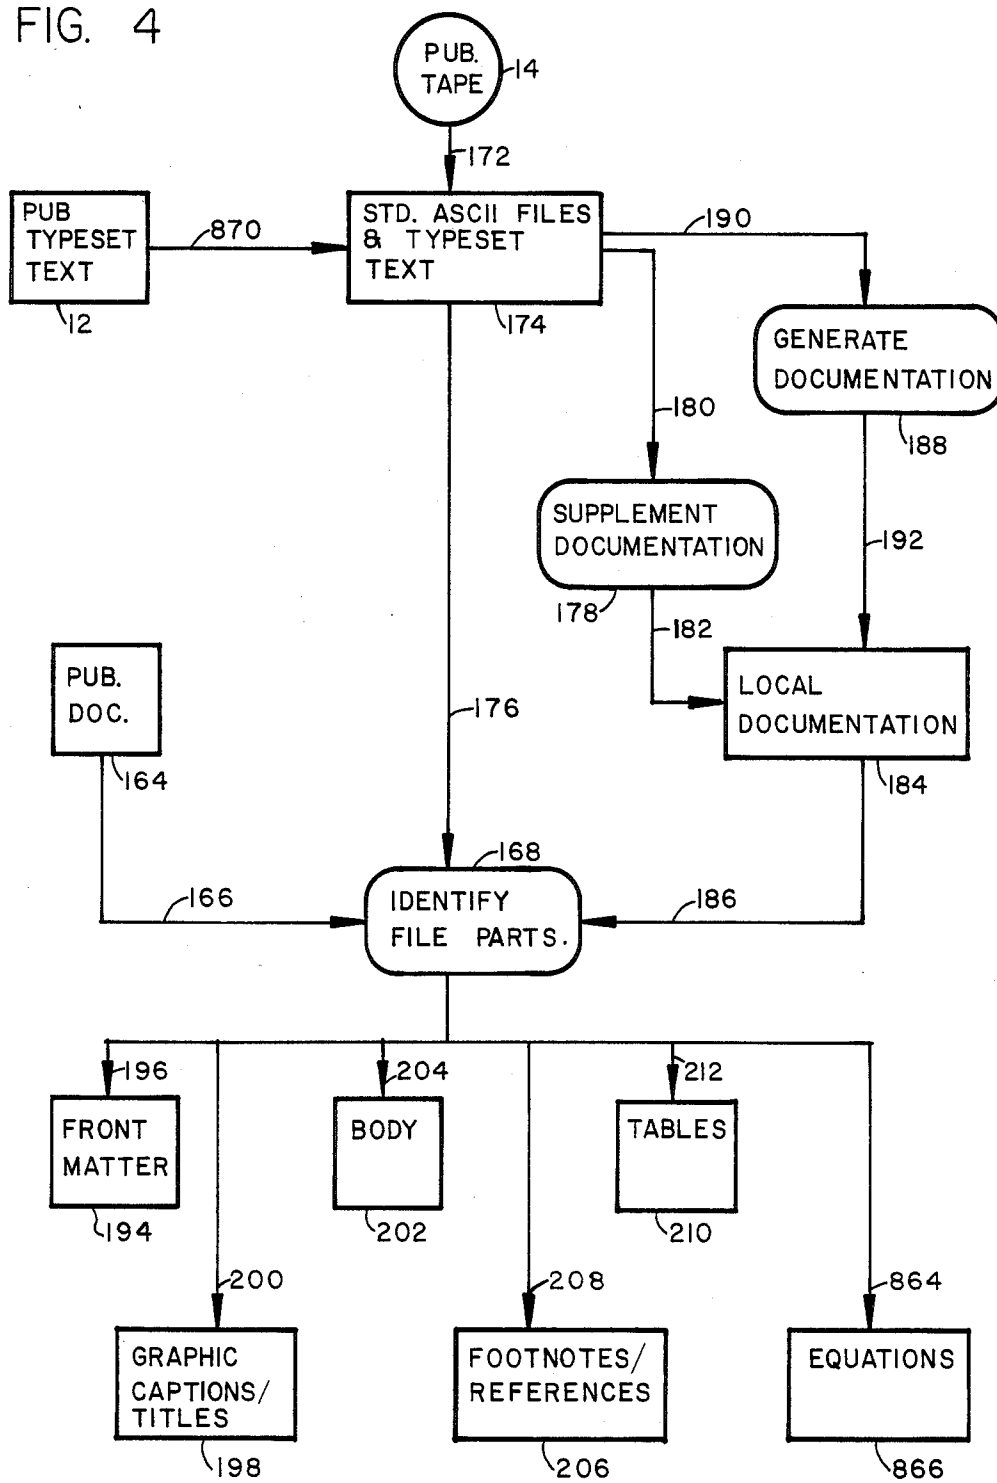 FIG. 4
PUB.
TAPE
14
172
PUB
TYPESET
TEXT
12
870
STD. ASCII FILES
& TYPESET
TEXT
174
190
GENERATE
DOCUMENTATION
188
180
SUPPLEMENT
DOCUMENTATION
178
192
182
PUB.
DOC.
164
176
LOCAL
DOCUMENTATION
184
168
166
IDENTIFY
FILE PARTS.
186
196
204
212
FRONT
MATTER
194
BODY
202
TABLES
210
200
208
864
GRAPHIC
CAPTIONS/
TITLES
198
FOOTNOTES/
REFERENCES
206
EQUATIONS
866